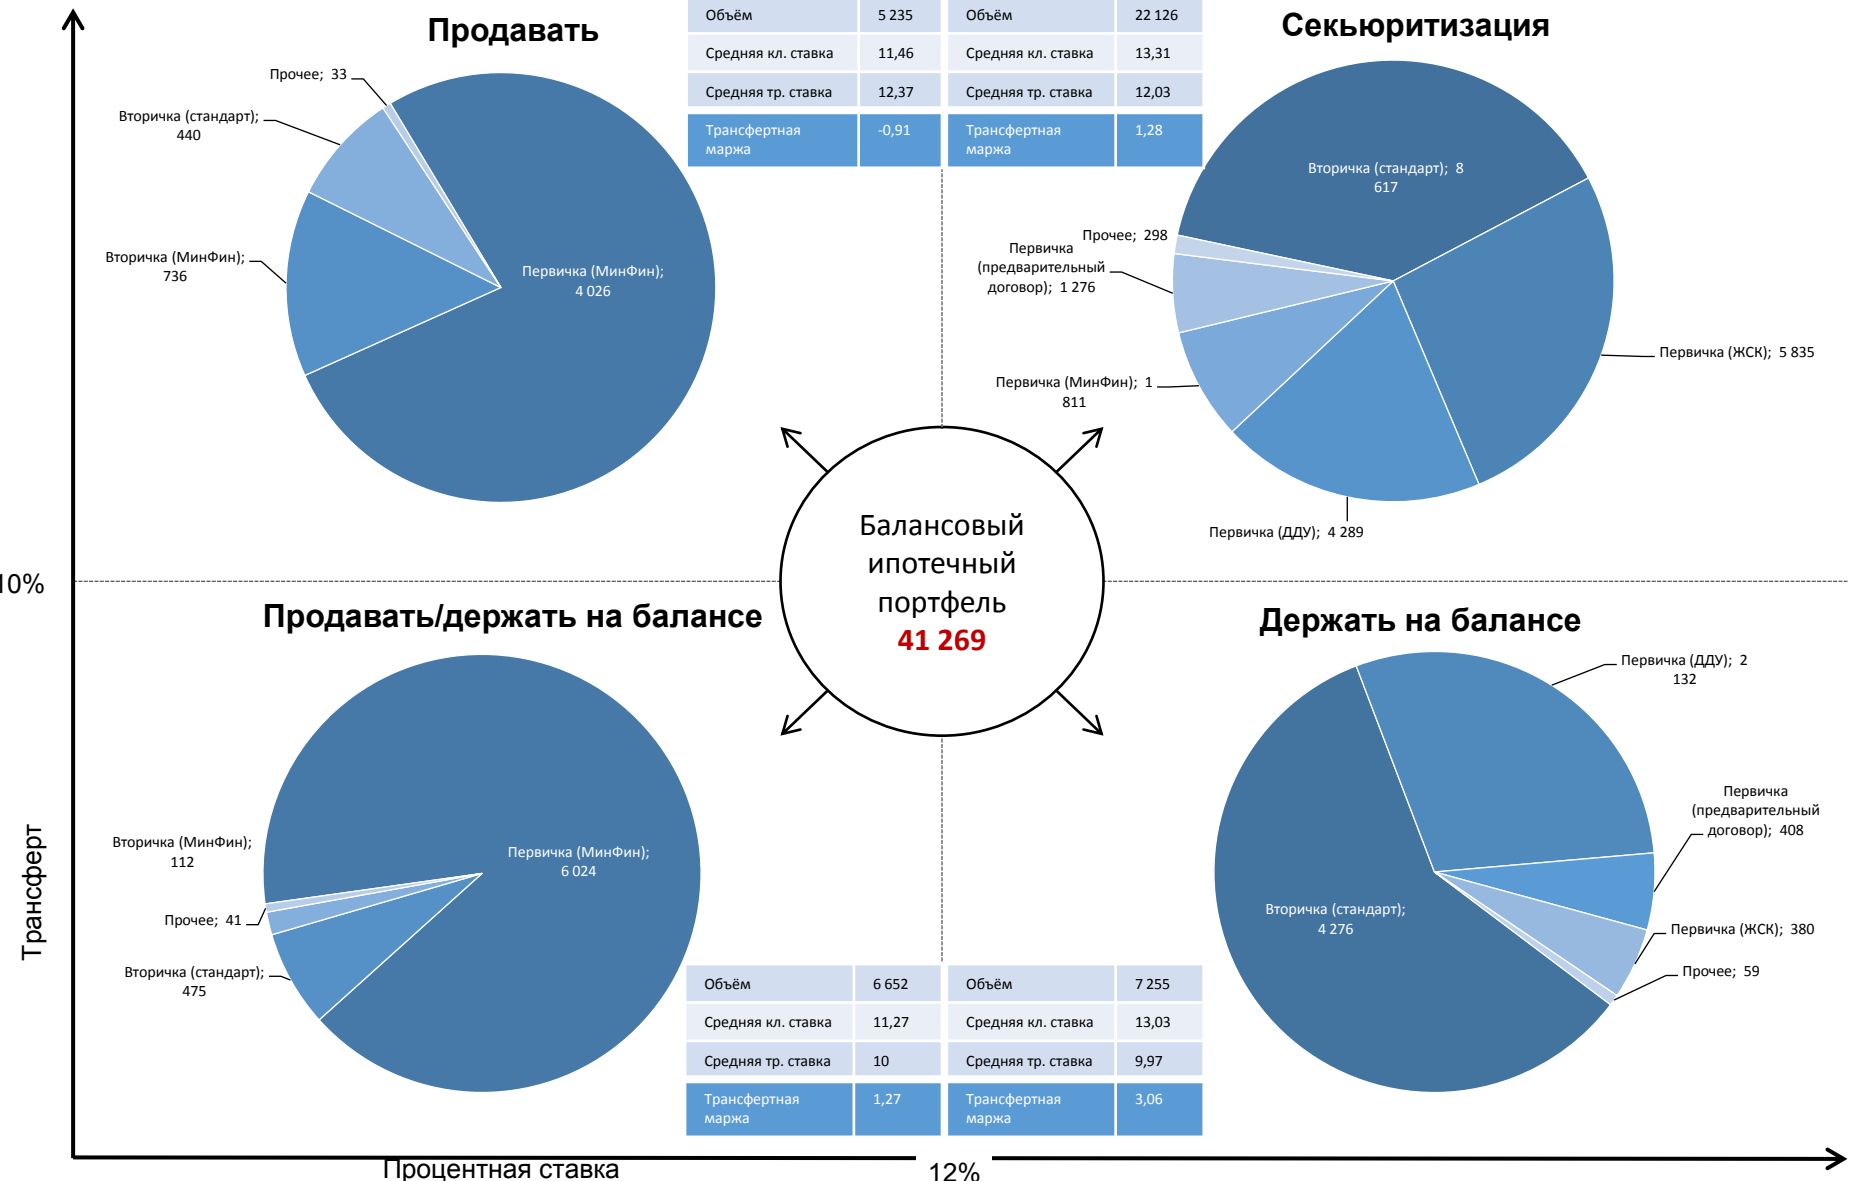 Продавать
Прочее; 33
Вторичка (стандарт);
440
Вторичка (МинФин);
736
Первичка (МинФин);
4 026
Объём 5 235
Средняя кл. ставка 11,46
Средняя тр. ставка 12,37
Трансфертная
маржа -0,91
Объём 22 126
Средняя кл. ставка 13,31
Средняя тр. ставка 12,03
Трансфертная
маржа 1,28
Секьюритизация
Вторичка (стандарт); 8
617
Прочее; 298
Первичка
(предварительный
договор); 1 276
Первичка (МинФин); 1
811
Первичка (ЖСК); 5 835
Первичка (ДДУ); 4 289
Балансовый
ипотечный
портфель
41 269
10%
Продавать/держать на балансе
Вторичка (МинФин);
112
Прочее; 41
Вторичка (стандарт);
475
Первичка (МинФин);
6 024
Держать на балансе
Первичка (ДДУ); 2
132
Первичка
(предварительный
договор); 408
Первичка (ЖСК); 380
Прочее; 59
Вторичка (стандарт);
4 276
Объём 6 652
Средняя кл. ставка 11,27
Средняя тр. ставка 10
Трансфертная
маржа 1,27
Объём 7 255
Средняя кл. ставка 13,03
Средняя тр. ставка 9,97
Трансфертная
маржа 3,06
Трансферт
Процентная ставка
12%